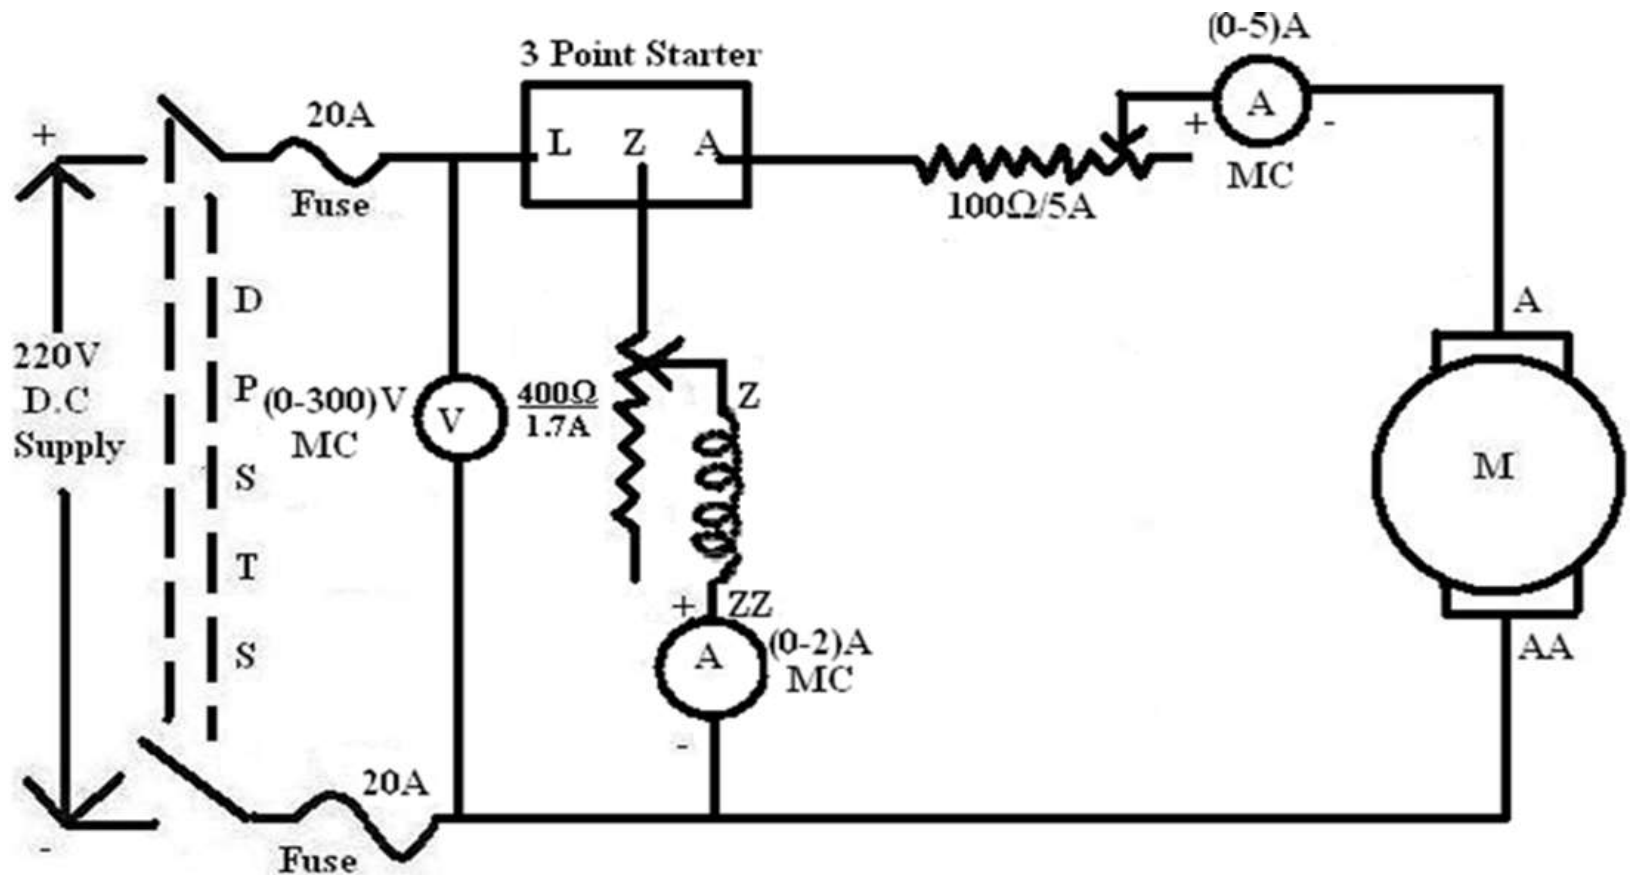 3 Point Starter
L Z A
(0-5)A
A
+ -
MC
100Ω/5A
+
20A
Fuse
220V
D.C
Supply
-
D
P
S
T
S
(0-300)V
MC
V
400Ω
1.7A
Z
+ ZZ
A
(0-2)A
MC
-
A
M
AA
20A
Fuse